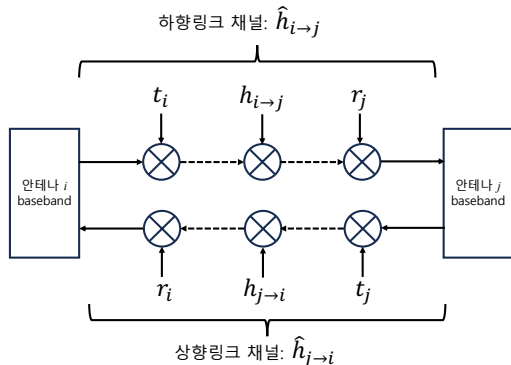 하향링크 채널: ĥ_{i→j}
t_i h_{i→j} r_j
안테나 i
baseband
안테나 j
baseband
r_i h_{j→i} t_j
상향링크 채널: ĥ_{j→i}